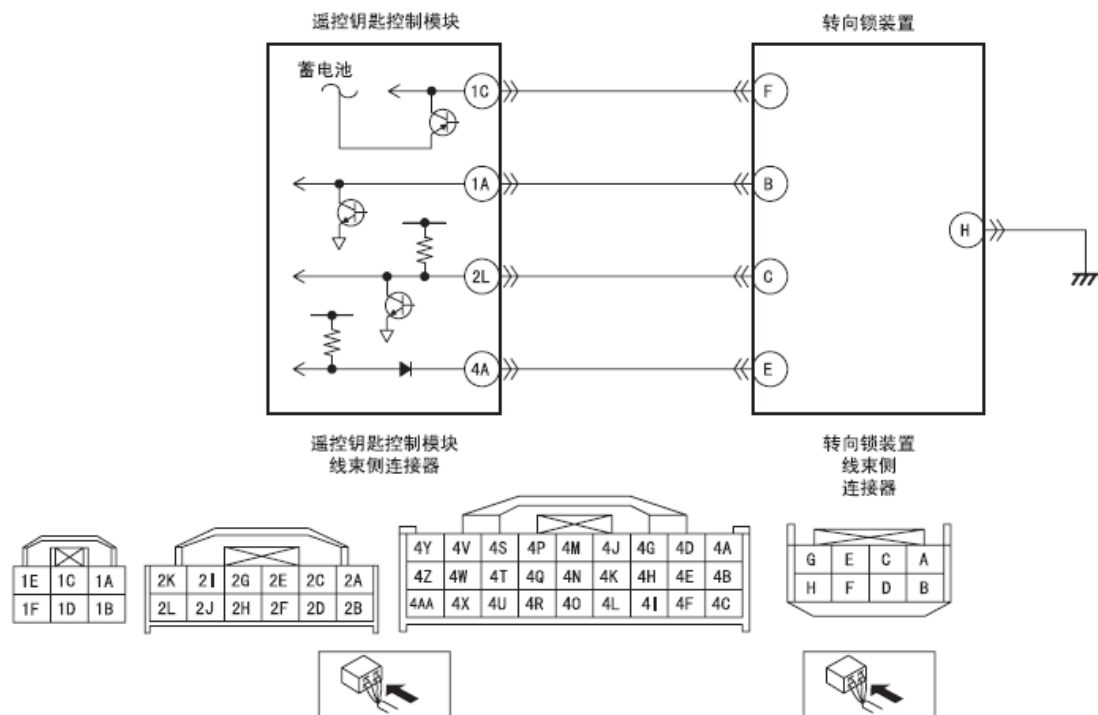 遥控钥匙控制模块 转向锁装置
蓄电池
1C F
1A B
H
2L C
4A E
遥控钥匙控制模块
线束侧连接器
转向锁装置
线束侧
连接器
1E 1C 1A
1F 1D 1B
2K 2I 2G 2E 2C 2A
2L 2J 2H 2F 2D 2B
4Y 4V 4S 4P 4M 4J 4G 4D 4A
4Z 4W 4T 4Q 4N 4K 4H 4E 4B
4AA 4X 4U 4R 4O 4L 4I 4F 4C
G E C A
H F D B